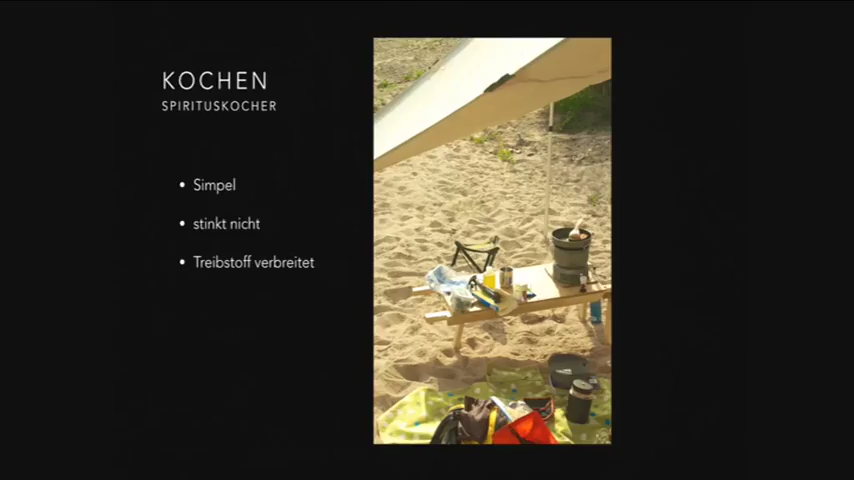 KOCHEN
SPIRITUSKOCHER
• Simpel
• stinkt nicht
• Treibstoff verbreitet